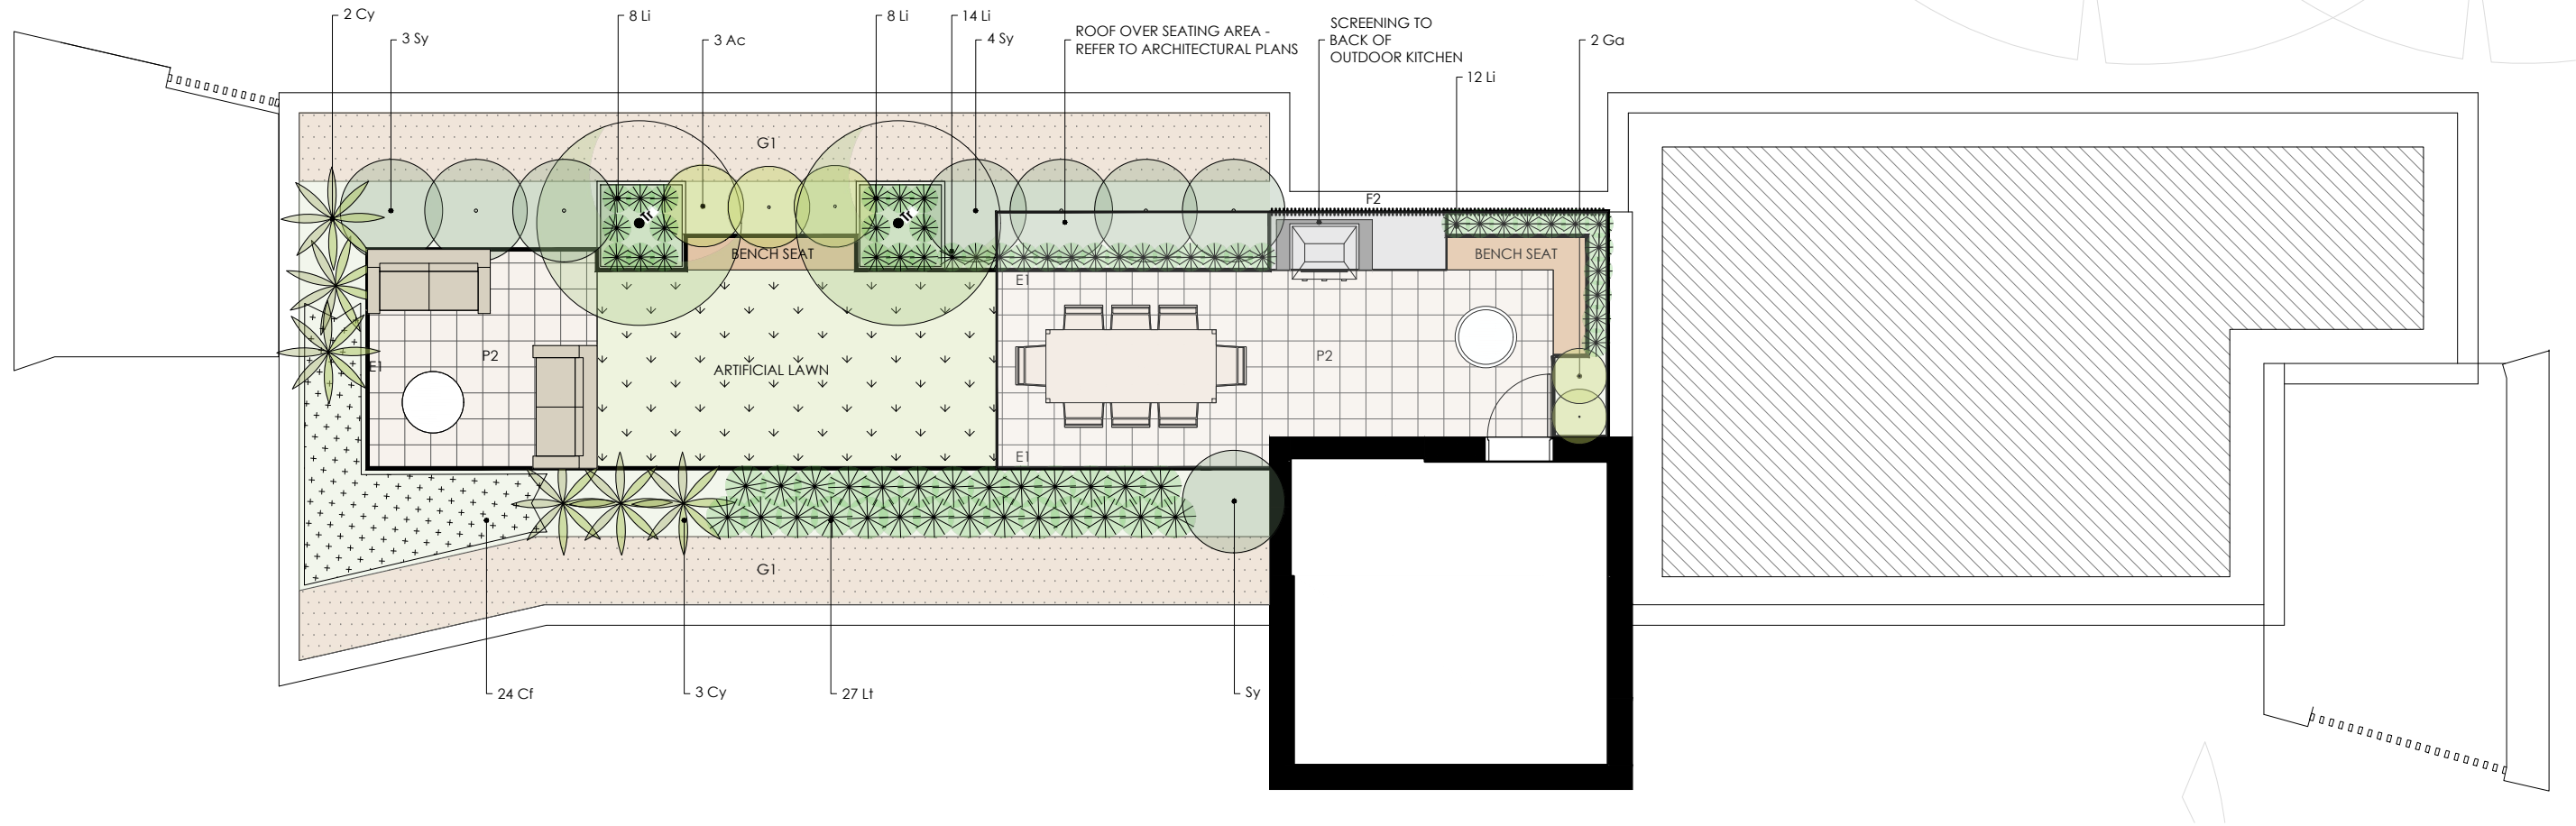 2 Cy
3 Sy
8 Li
3 Ac
8 Li
14 Li
4 Sy
ROOF OVER SEATING AREA -
REFER TO ARCHITECTURAL PLANS
SCREENING TO
BACK OF
OUTDOOR KITCHEN
12 Li
2 Ga
G1
F2
Tr
Tr
BENCH SEAT
BENCH SEAT
E1
P2
P2
E1
ARTIFICIAL LAWN
E1
G1
24 Cf
3 Cy
27 Lt
Sy